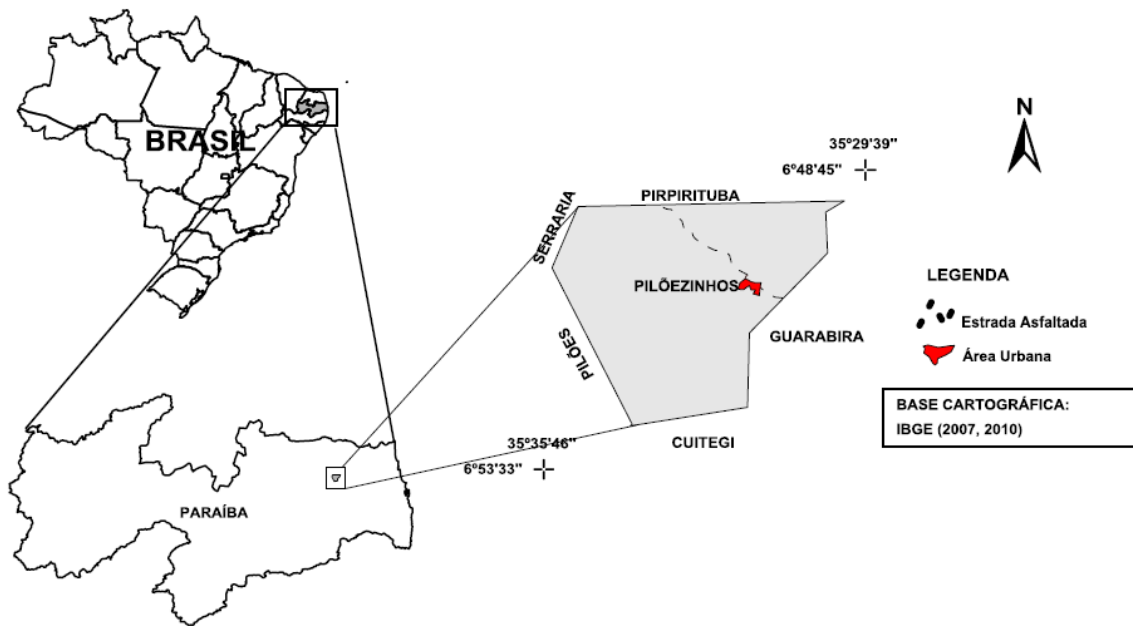 BRASIL
N
35º29'39"
6º48'45"
PIRPIRITUBA
SERRARIA
PILÕEZINHOS
PILÕES
GUARABIRA
CUITEGI
35º35'46"
6º53'33"
PARAÍBA
LEGENDA
Estrada Asfaltada
Área Urbana
BASE CARTOGRÁFICA:
IBGE (2007, 2010)